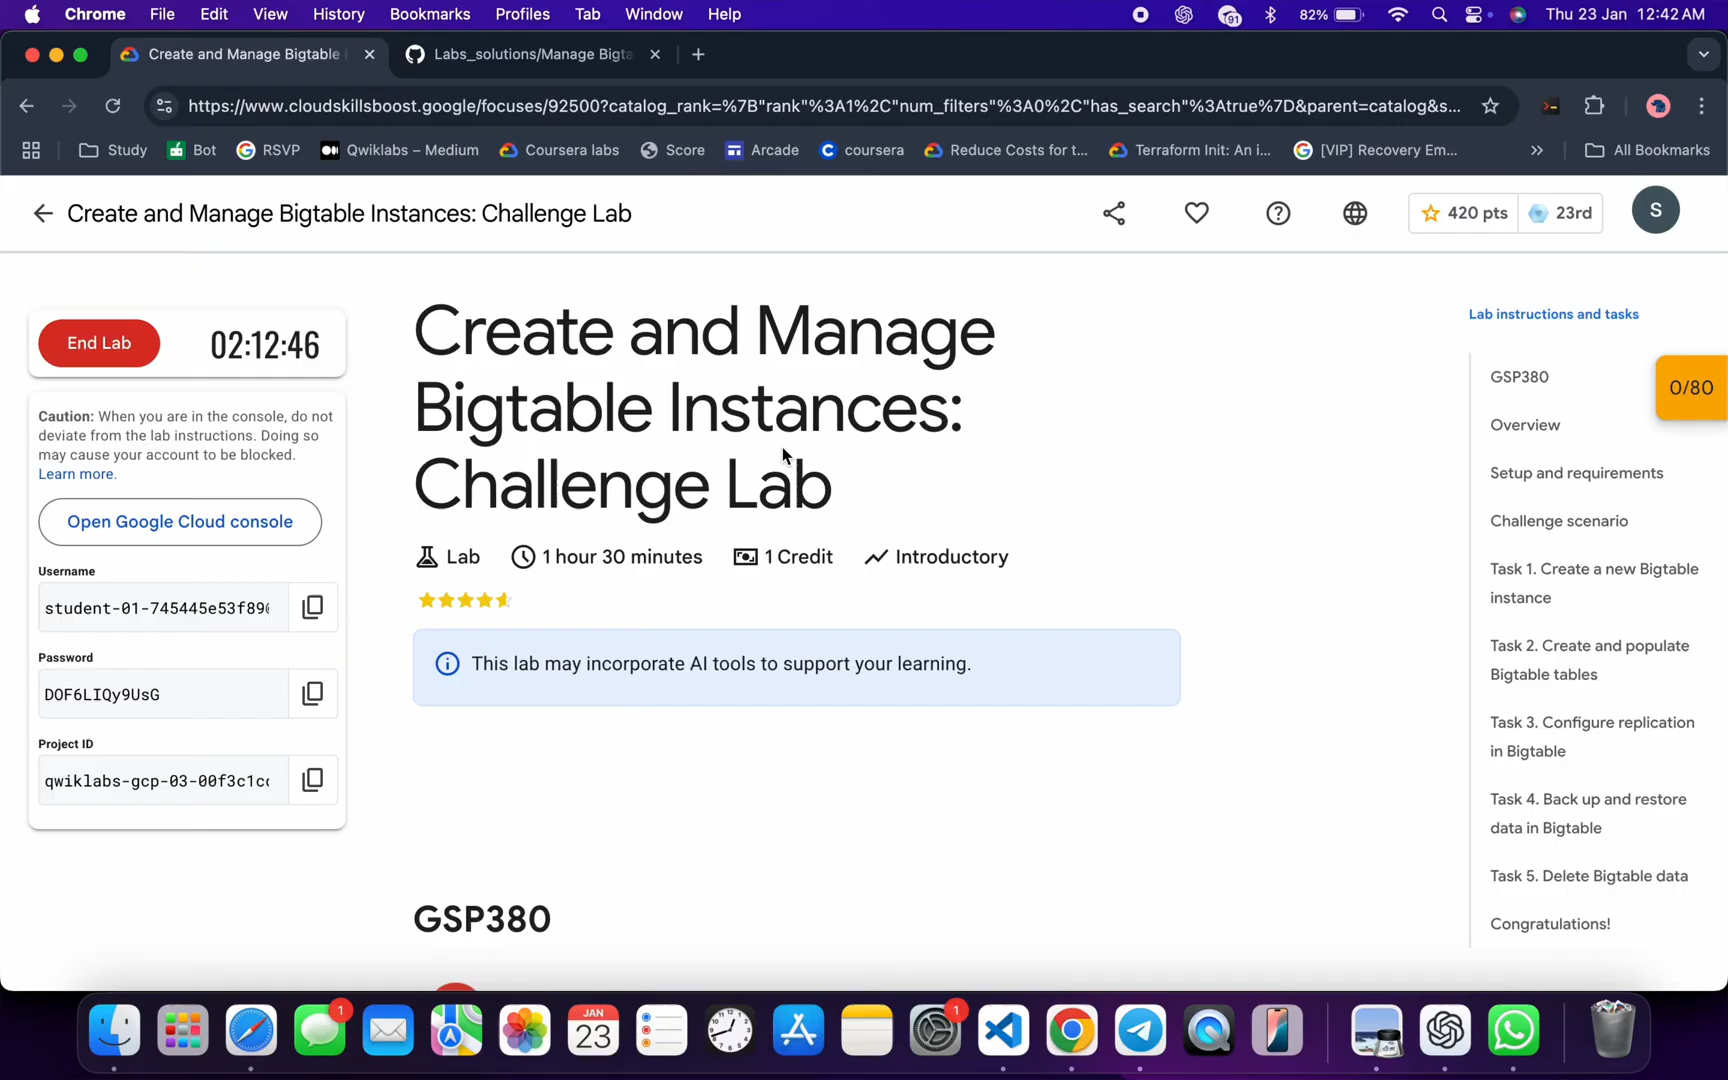 Chrome File Edit View History Bookmarks Profiles Tab Window Help 91 82% Thu 23 Jan 12:42 AM
Create and Manage Bigtable Labs_solutions/Manage Bigta
https://www.cloudskillsboost.google/focuses/92500?catalog_rank=%7B"rank"%3A1%2C"num_filters"%3A0%2C"has_search"%3Atrue%7D&parent=catalog&s...
Study Bot RSVP Qwiklabs – Medium Coursera labs Score Arcade coursera Reduce Costs for t... Terraform Init: An i... [VIP] Recovery Em... » All Bookmarks
Create and Manage Bigtable Instances: Challenge Lab 420 pts 23rd S
End Lab 02:12:46
Caution: When you are in the console, do not
deviate from the lab instructions. Doing so
may cause your account to be blocked.
Learn more.
Open Google Cloud console
Username
student-01-745445e53f89
Password
DOF6LIQy9UsG
Project ID
qwiklabs-gcp-03-00f3c1c
Create and Manage
Bigtable Instances:
Challenge Lab
Lab 1 hour 30 minutes 1 Credit Introductory
This lab may incorporate AI tools to support your learning.
GSP380
Lab instructions and tasks
GSP380
0/80
Overview
Setup and requirements
Challenge scenario
Task 1. Create a new Bigtable
instance
Task 2. Create and populate
Bigtable tables
Task 3. Configure replication
in Bigtable
Task 4. Back up and restore
data in Bigtable
Task 5. Delete Bigtable data
Congratulations!
1
JAN
23
1